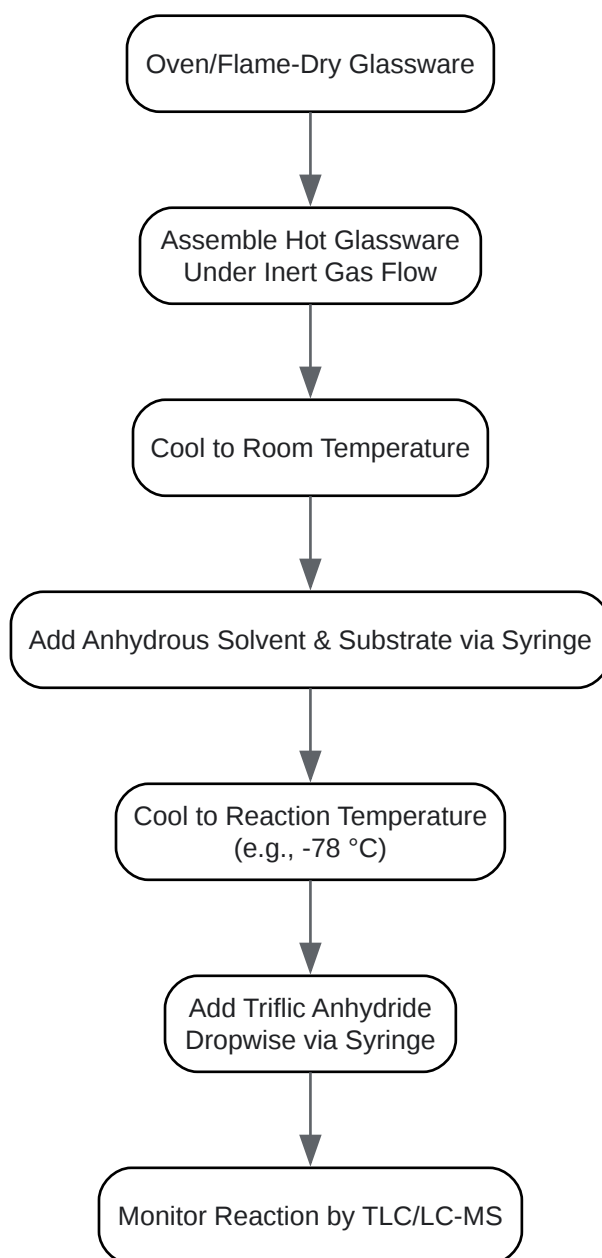 Oven/Flame-Dry Glassware
Assemble Hot Glassware
Under Inert Gas Flow
Cool to Room Temperature
Add Anhydrous Solvent & Substrate via Syringe
Cool to Reaction Temperature
(e.g., -78 °C)
Add Triflic Anhydride
Dropwise via Syringe
Monitor Reaction by TLC/LC-MS